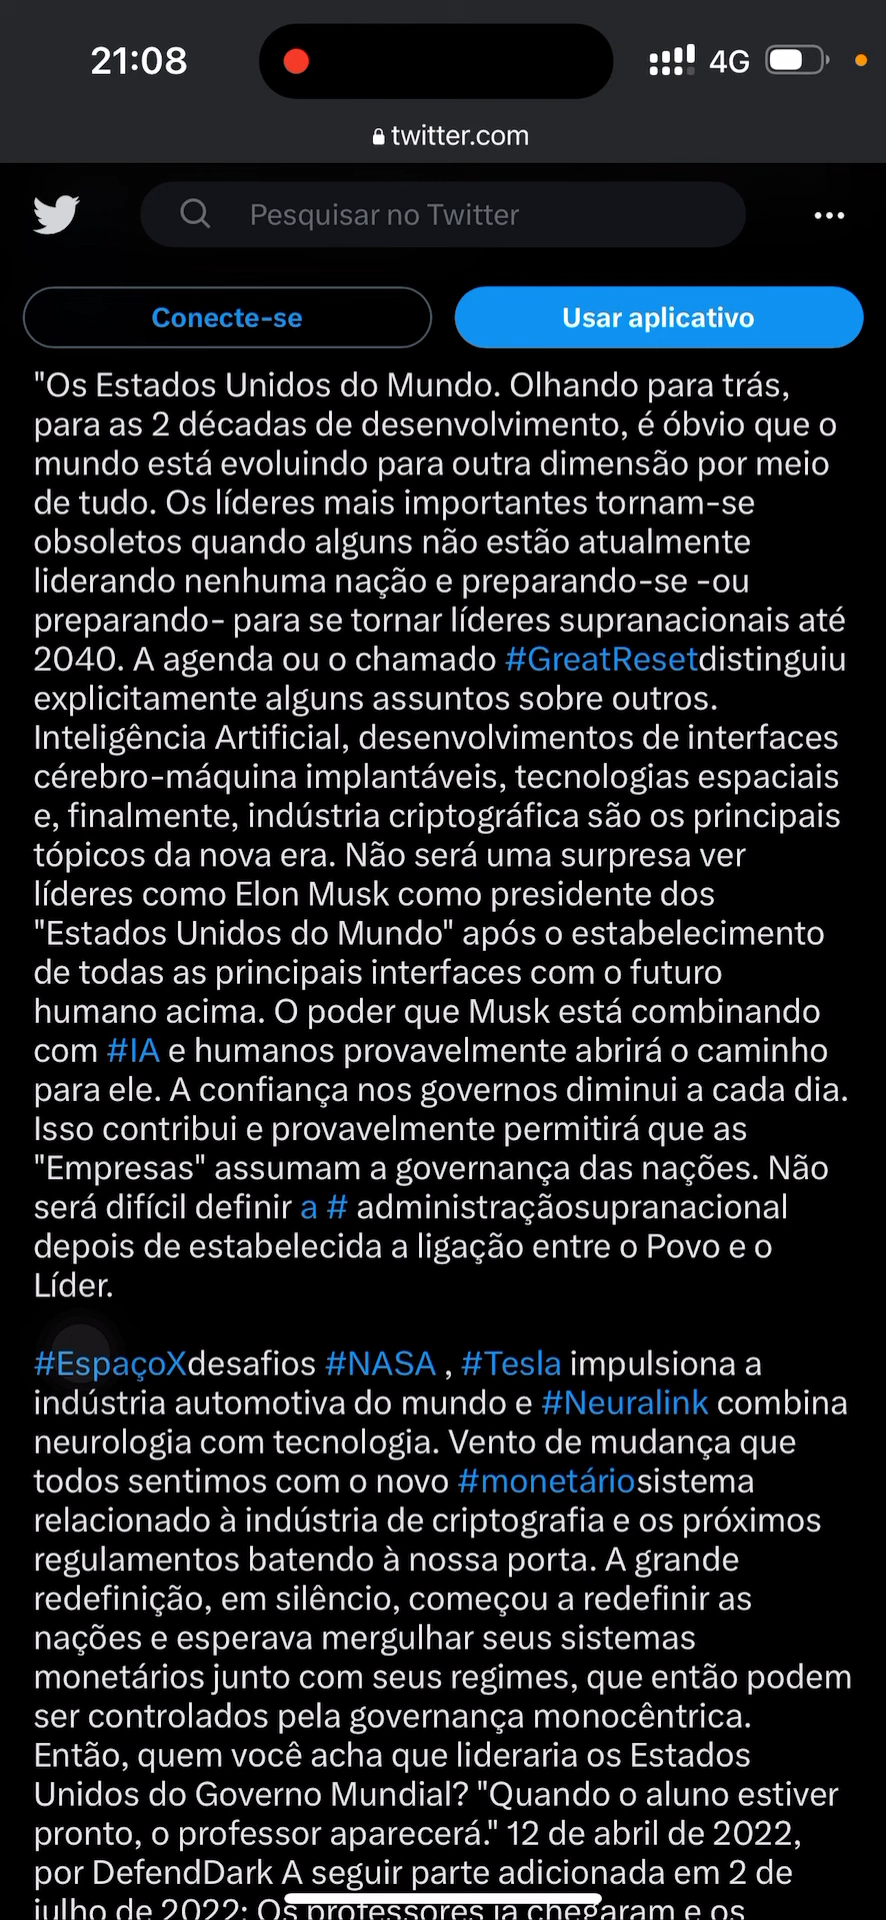 21:08
4G
twitter.com
Pesquisar no Twitter
Conecte-se
Usar aplicativo
"Os Estados Unidos do Mundo. Olhando para trás,
para as 2 décadas de desenvolvimento, é óbvio que o
mundo está evoluindo para outra dimensão por meio
de tudo. Os líderes mais importantes tornam-se
obsoletos quando alguns não estão atualmente
liderando nenhuma nação e preparando-se -ou
preparando- para se tornar líderes supranacionais até
2040. A agenda ou o chamado #GreatResetdistinguiu
explicitamente alguns assuntos sobre outros.
Inteligência Artificial, desenvolvimentos de interfaces
cérebro-máquina implantáveis, tecnologias espaciais
e, finalmente, indústria criptográfica são os principais
tópicos da nova era. Não será uma surpresa ver
líderes como Elon Musk como presidente dos
"Estados Unidos do Mundo" após o estabelecimento
de todas as principais interfaces com o futuro
humano acima. O poder que Musk está combinando
com #IA e humanos provavelmente abrirá o caminho
para ele. A confiança nos governos diminui a cada dia.
Isso contribui e provavelmente permitirá que as
"Empresas" assumam a governança das nações. Não
será difícil definir a # administraçãosupranacional
depois de estabelecida a ligação entre o Povo e o
Líder.
#EspaçoXdesafios #NASA , #Tesla impulsiona a
indústria automotiva do mundo e #Neuralink combina
neurologia com tecnologia. Vento de mudança que
todos sentimos com o novo #monetáriosistema
relacionado à indústria de criptografia e os próximos
regulamentos batendo à nossa porta. A grande
redefinição, em silêncio, começou a redefinir as
nações e esperava mergulhar seus sistemas
monetários junto com seus regimes, que então podem
ser controlados pela governança monocêntrica.
Então, quem você acha que lideraria os Estados
Unidos do Governo Mundial? "Quando o aluno estiver
pronto, o professor aparecerá." 12 de abril de 2022,
por DefendDark A seguir parte adicionada em 2 de
julho de 2022: Os professores já chegaram e os